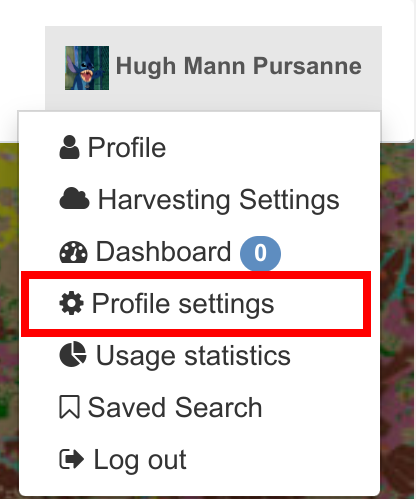 Hugh Mann Pursanne
Profile
Harvesting Settings
Dashboard 0
Profile settings
Usage statistics
Saved Search
Log out